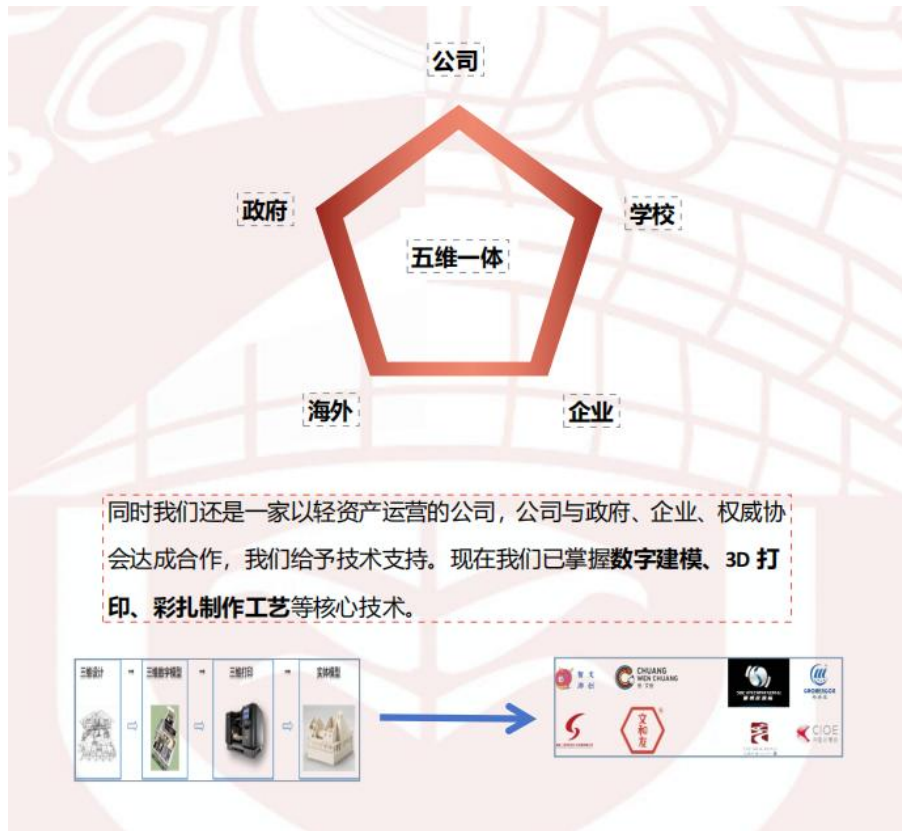 公司
政府
学校
五维一体
海外
企业
同时我们还是一家以轻资产运营的公司，公司与政府、企业、权威协
会达成合作，我们给予技术支持。现在我们已掌握数字建模、3D 打
印、彩扎制作工艺等核心技术。
三维设计
三维数字模型
三维打印
实体模型
CHUANG
WEN CHUANG
文和友
CIOE